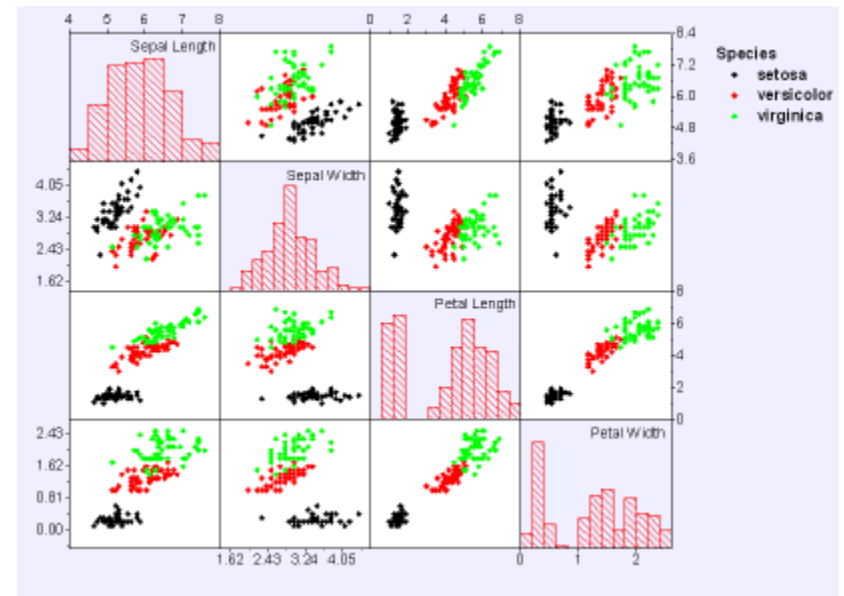 4 5 6 7 8 0 2 4 6 8
Sepal Length
8.4
7.2
6.0
4.8
3.6
Species
setosa
versicolor
virginica
Sepal Width
4.05
3.24
2.43
1.62
Petal Length
8
6
4
2
0
Petal Width
2.43
1.62
0.81
0.00
1.62 2.43 3.24 4.05 0 1 2